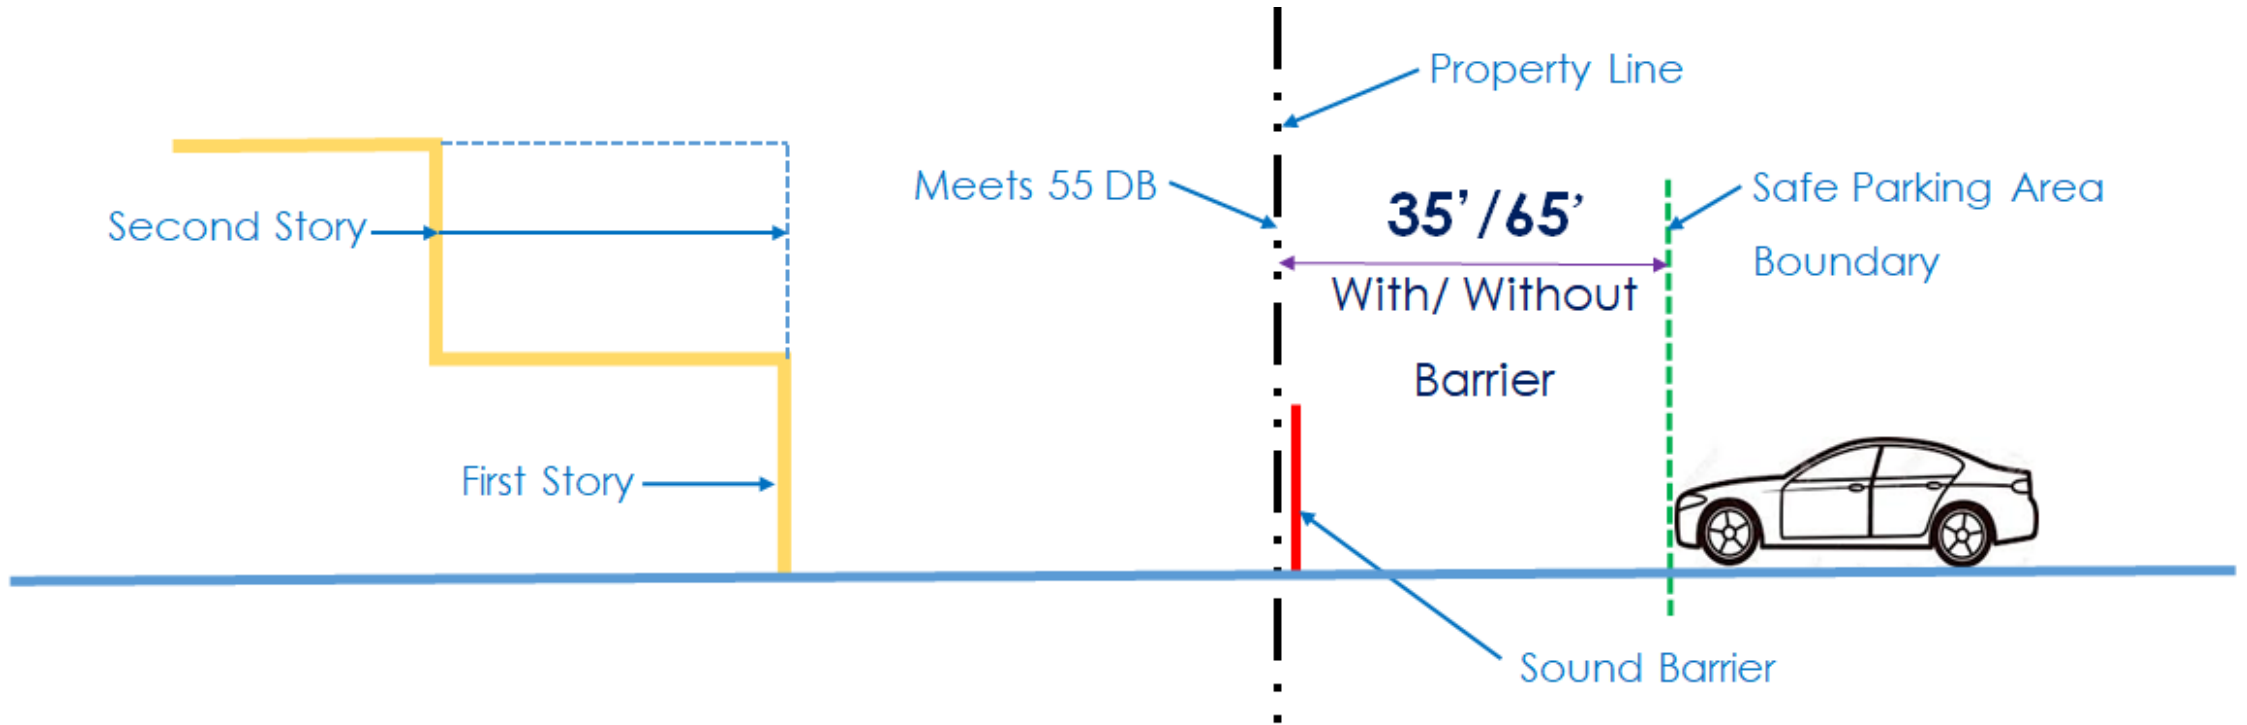 Property Line
Meets 55 DB
35’/65’
Safe Parking Area
Second Story
Boundary
With/ Without
Barrier
First Story
Sound Barrier